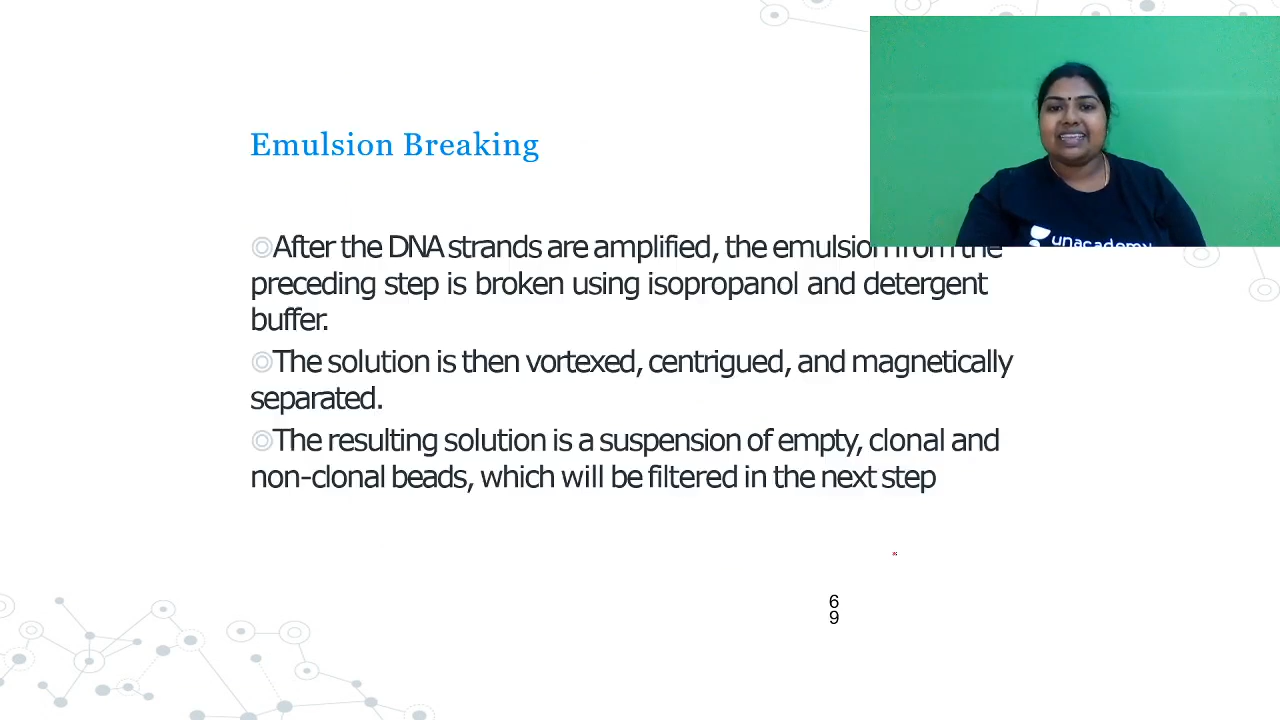 Emulsion Breaking
unacademy
After the DNA strands are amplified, the emulsion from the
preceding step is broken using isopropanol and detergent
buffer.
The solution is then vortexed, centrigued, and magnetically
separated.
The resulting solution is a suspension of empty, clonal and
non-clonal beads, which will be filtered in the next step
6
9